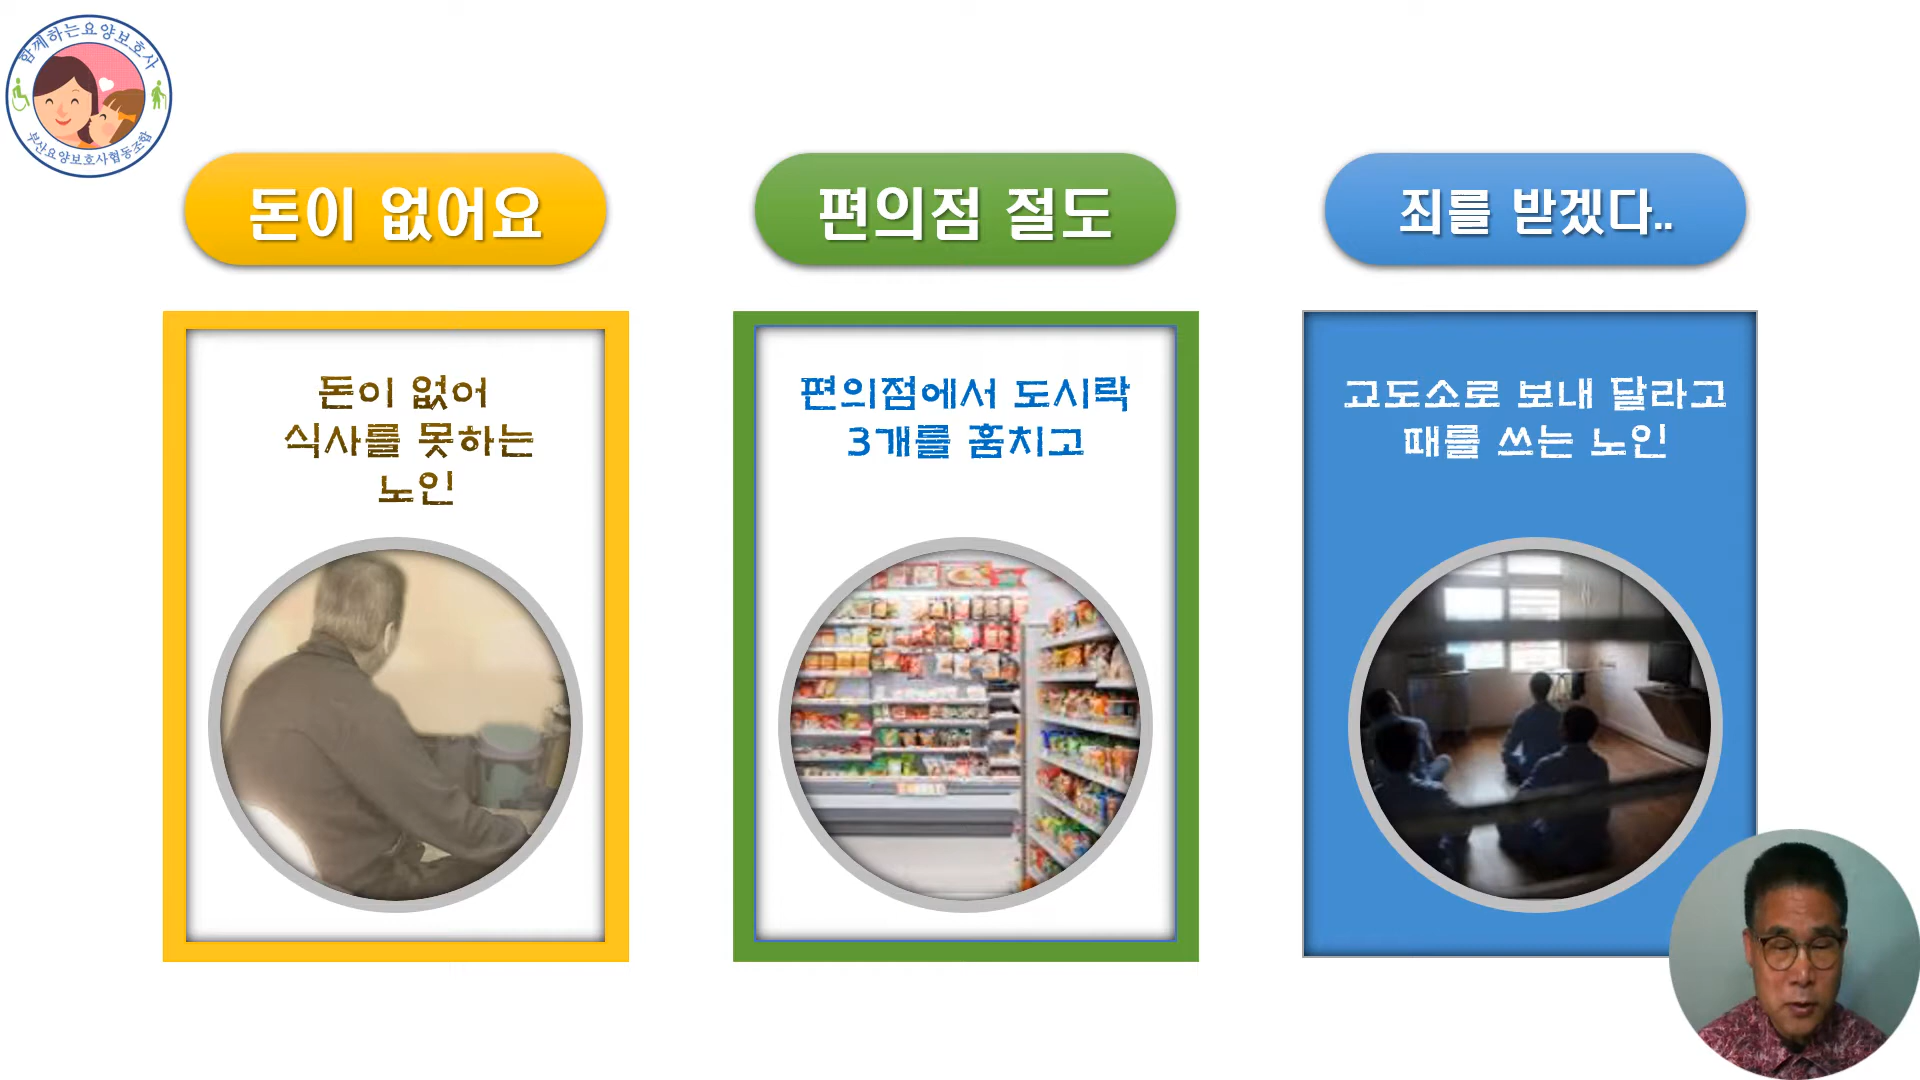 함께하는요양보호사
부산요양보호사협동조합
돈이 없어요
편의점 절도
죄를 받겠다..
돈이 없어
식사를 못하는
노인
편의점에서 도시락
3개를 훔치고
교도소로 보내 달라고
때를 쓰는 노인